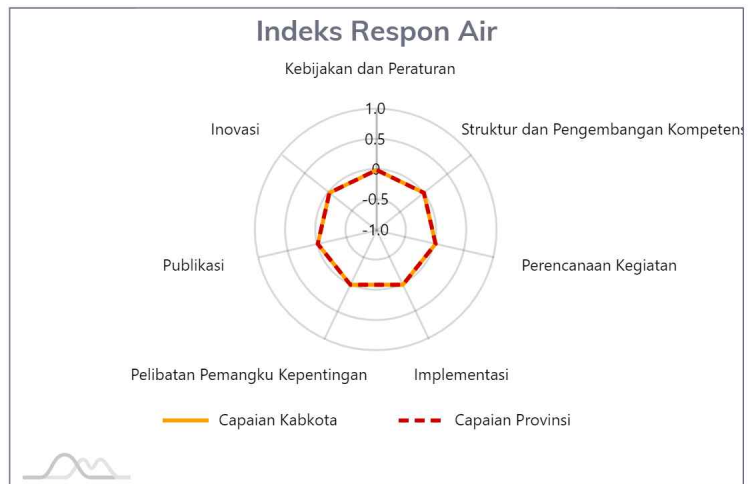 Indeks Respon Air
Kebijakan dan Peraturan
1.0
Inovasi
Struktur dan Pengembangan Kompetens
0.5
0
-0.5
-1.0
Publikasi
Perencanaan Kegiatan
Pelibatan Pemangku Kepentingan
Implementasi
Capaian Kabkota
Capaian Provinsi